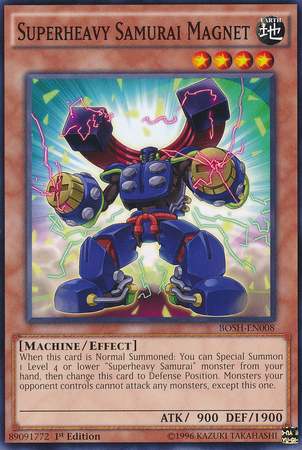 Superheavy Samurai Magnet
EARTH
地
BOSH-EN008
[Machine/Effect]
When this card is Normal Summoned: You can Special Summon
1 Level 4 or lower "Superheavy Samurai" monster from your
hand, then change this card to Defense Position. Monsters your
opponent controls cannot attack any monsters, except this one.
ATK/ 900 DEF/1900
89091772 1st Edition ©1996 KAZUKI TAKAHASHI